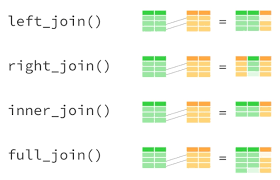 left_join() =
right_join() =
inner_join() =
full_join() =